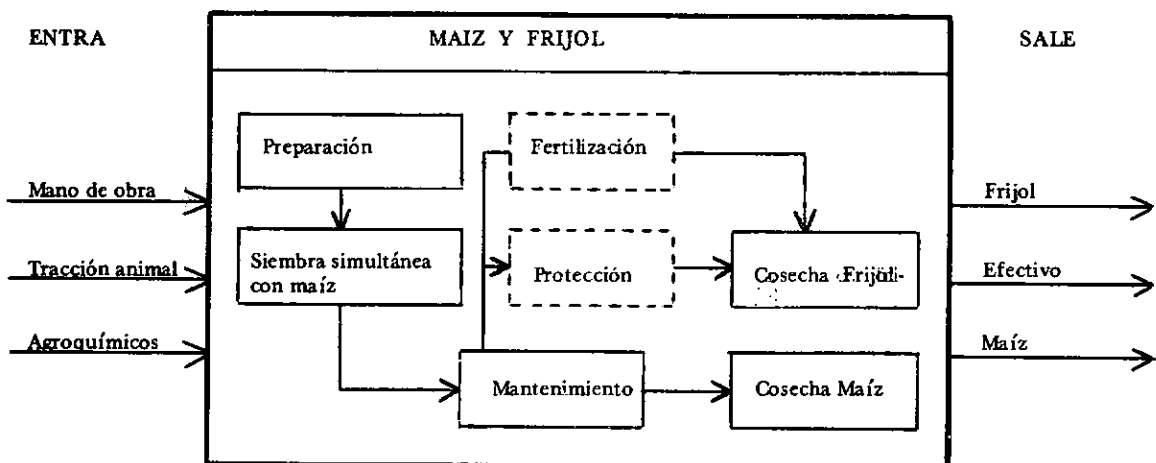 ENTRA
MAIZ Y FRIJOL
SALE
Preparación
Fertilización
Mano de obra
Frijol
Siembra simultánea
con maíz
Tracción animal
Protección
Cosecha Frijol
Efectivo
Agroquímicos
Maíz
Mantenimiento
Cosecha Maíz